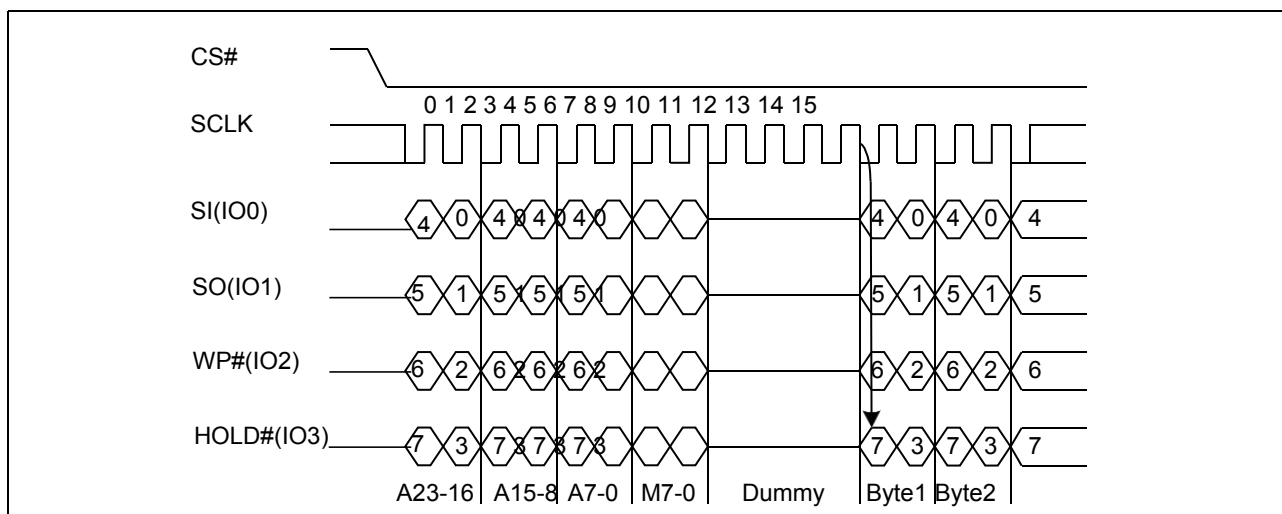 CS#
0 1 2 3 4 5 6 7 8 9 10 11 12 13 14 15
SCLK
SI(IO0) 4 0 4 0 4 0 4 0 4 0 4 0 4
SO(IO1) 5 1 5 1 5 1 5 1 5 1 5 1 5
WP#(IO2) 6 2 6 2 6 2 6 2 6 2 6 2 6
HOLD#(IO3) 7 3 7 3 7 3 7 3 7 3 7 3 7
A23-16 A15-8 A7-0 M7-0 Dummy Byte1 Byte2